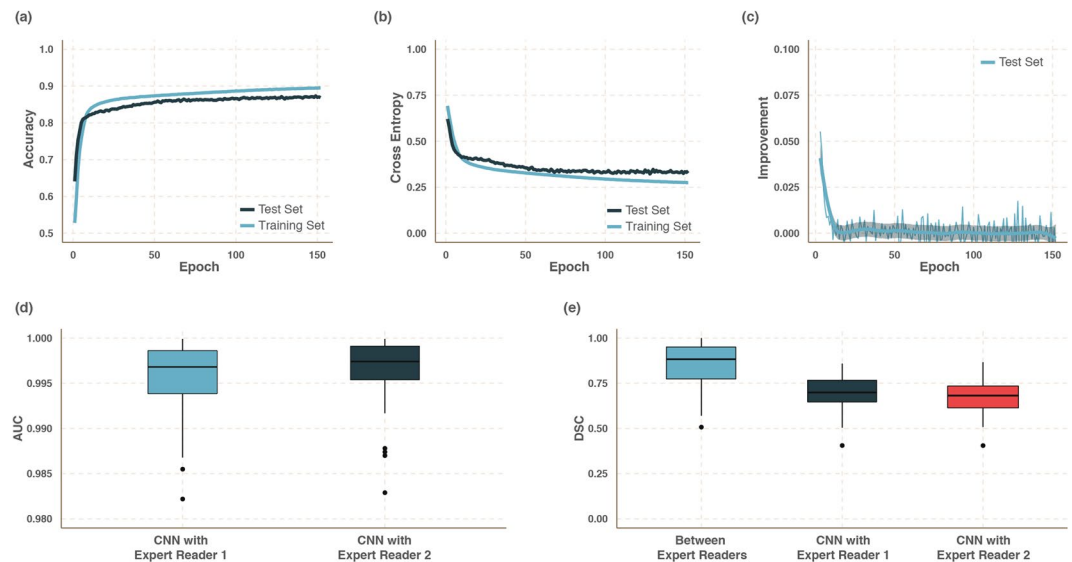 (a)
1.0
0.9
0.8
0.7
0.6
0.5
Accuracy
0
50
100
150
Epoch
Test Set
Training Set
(b)
1.00
0.75
0.50
0.25
0.00
Cross Entropy
0
50
100
150
Epoch
Test Set
Training Set
(c)
0.100
0.075
0.050
0.025
0.000
Improvement
0
50
100
150
Epoch
Test Set
(d)
1.000
0.995
0.990
0.985
0.980
AUC
CNN with
Expert Reader 1
CNN with
Expert Reader 2
(e)
1.00
0.75
0.50
0.25
0.00
DSC
Between
Expert Readers
CNN with
Expert Reader 1
CNN with
Expert Reader 2